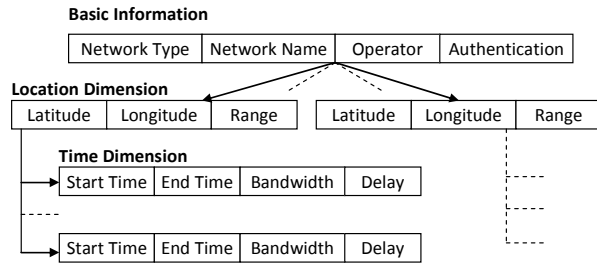 Basic Information
Network Type Network Name Operator Authentication
Location Dimension
Latitude Longitude Range Latitude Longitude Range
Time Dimension
Start Time End Time Bandwidth Delay
Start Time End Time Bandwidth Delay